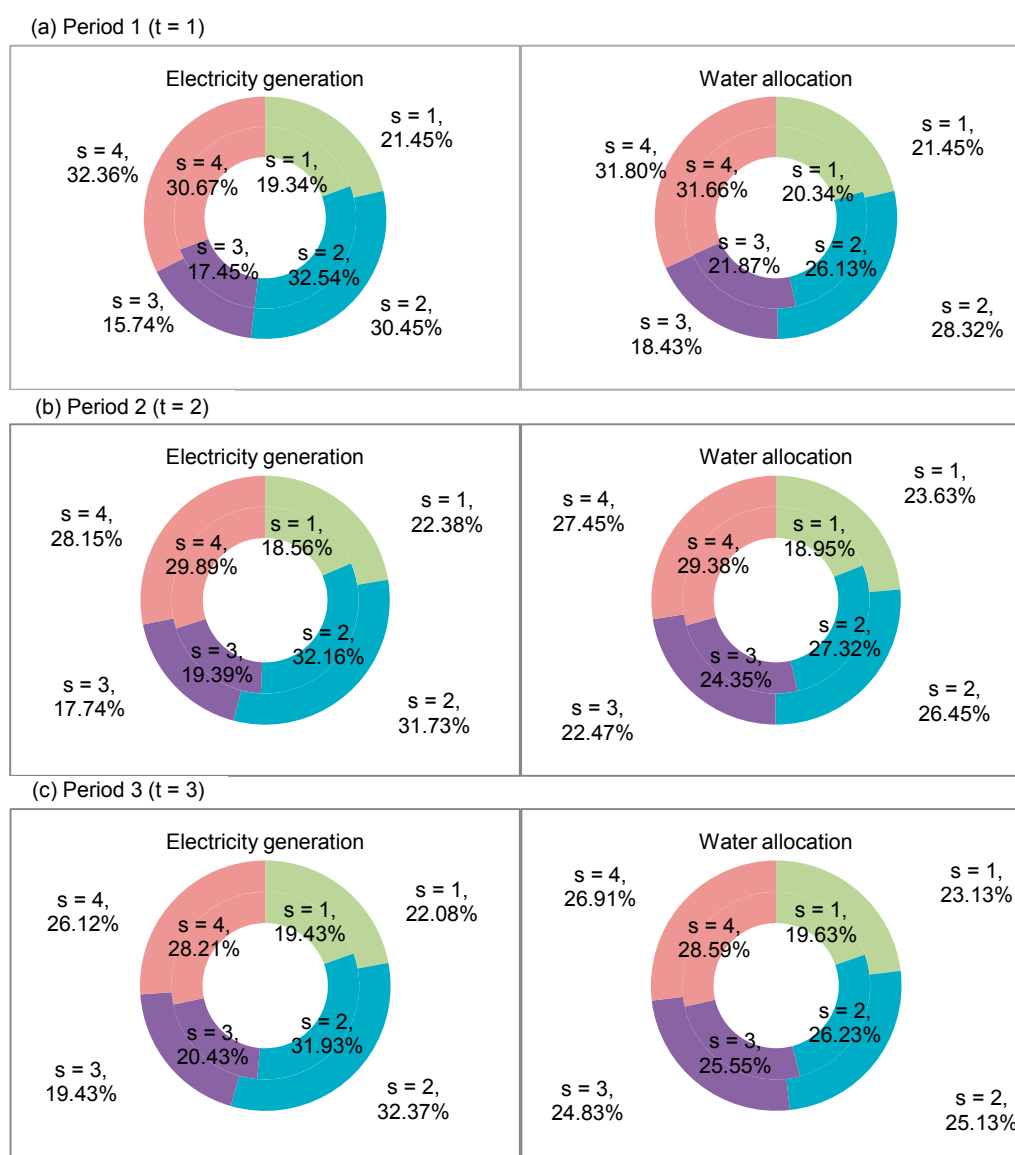 (a) Period 1 (t = 1)
Electricity generation
s = 1,
21.45%
s = 4,
32.36%
s = 4,
30.67%
s = 1,
19.34%
s = 3,
17.45%
s = 2,
32.54%
s = 3,
15.74%
s = 2,
30.45%
Water allocation
s = 1,
21.45%
s = 4,
31.80%
s = 4,
31.66%
s = 1,
20.34%
s = 3,
21.87%
s = 2,
26.13%
s = 3,
18.43%
s = 2,
28.32%
(b) Period 2 (t = 2)
Electricity generation
s = 4,
28.15%
s = 1,
22.38%
s = 4,
29.89%
s = 1,
18.56%
s = 3,
19.39%
s = 2,
32.16%
s = 3,
17.74%
s = 2,
31.73%
Water allocation
s = 4,
27.45%
s = 1,
23.63%
s = 4,
29.38%
s = 1,
18.95%
s = 3,
24.35%
s = 2,
27.32%
s = 3,
22.47%
s = 2,
26.45%
(c) Period 3 (t = 3)
Electricity generation
s = 4,
26.12%
s = 1,
22.08%
s = 4,
28.21%
s = 1,
19.43%
s = 3,
20.43%
s = 2,
31.93%
s = 3,
19.43%
s = 2,
32.37%
Water allocation
s = 4,
26.91%
s = 1,
23.13%
s = 4,
28.59%
s = 1,
19.63%
s = 3,
25.55%
s = 2,
26.23%
s = 3,
24.83%
s = 2,
25.13%